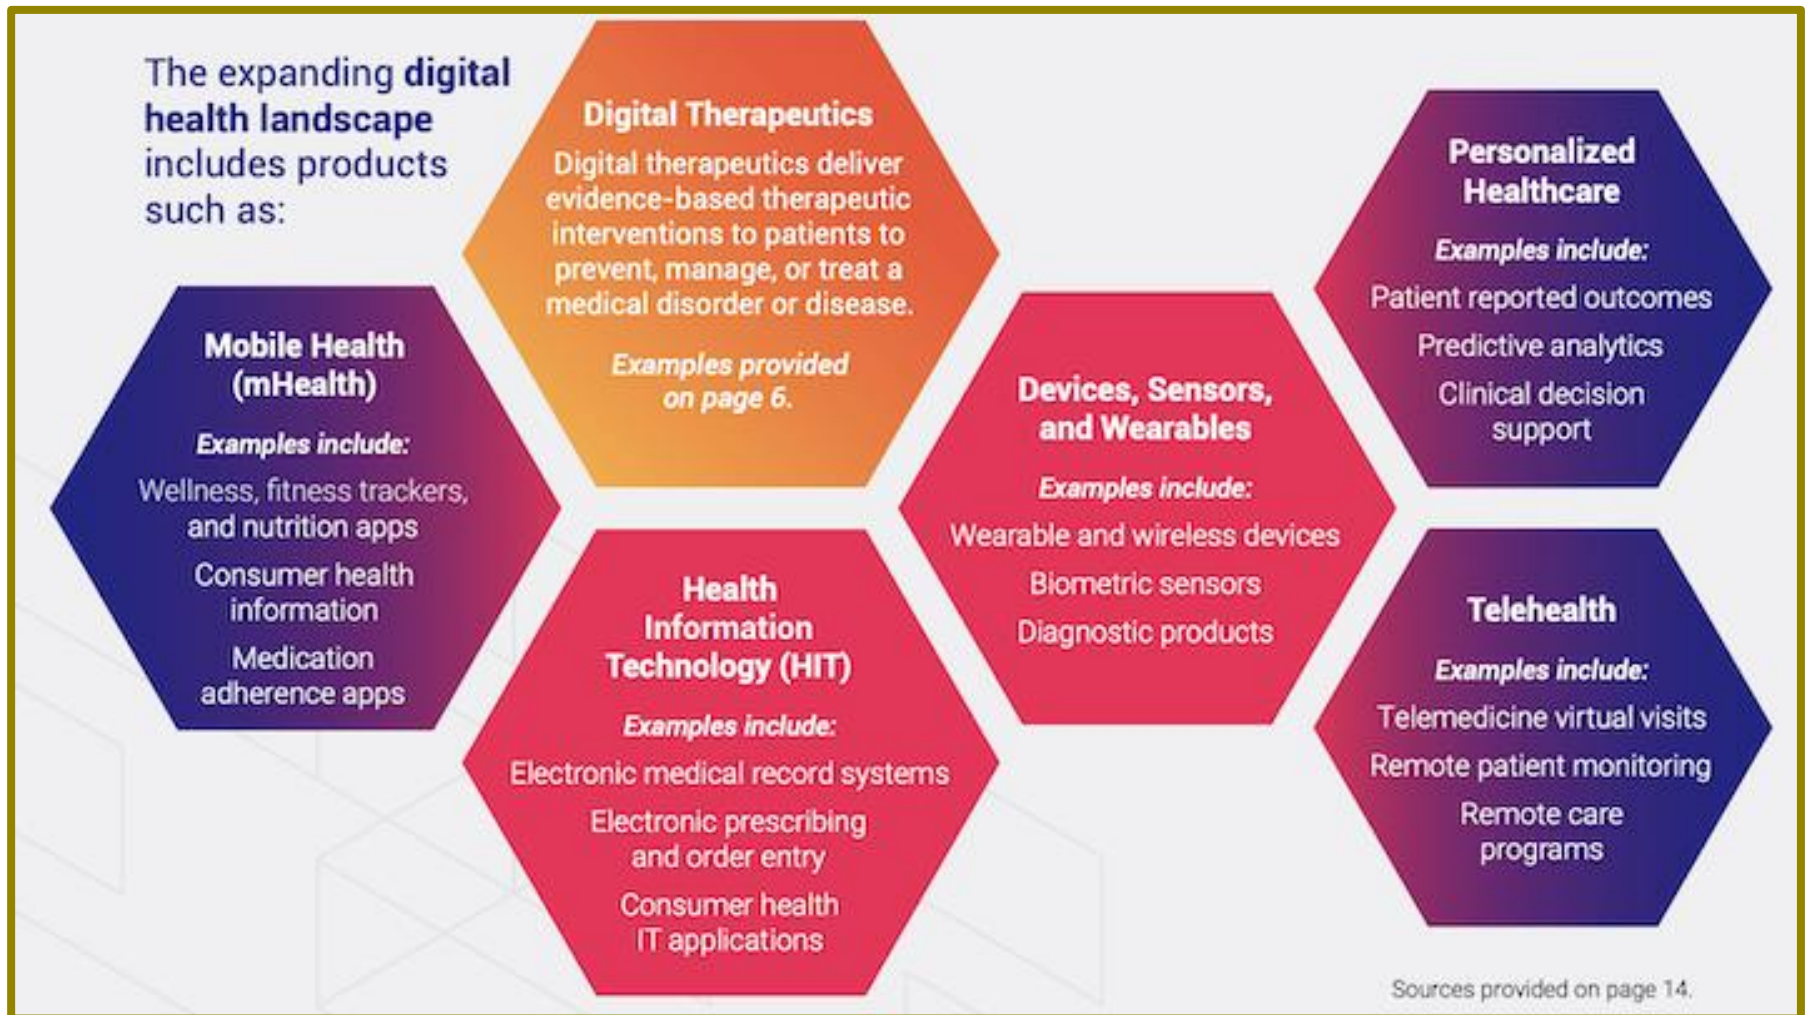 The expanding digital
health landscape
includes products
such as:
Digital Therapeutics
Digital therapeutics deliver
evidence-based therapeutic
interventions to patients to
prevent, manage, or treat a
medical disorder or disease.
Examples provided
on page 6.
Mobile Health
(mHealth)
Examples include:
Wellness, fitness trackers,
and nutrition apps
Consumer health
information
Medication
adherence apps
Health
Information
Technology (HIT)
Examples include:
Electronic medical record systems
Electronic prescribing
and order entry
Consumer health
IT applications
Devices, Sensors,
and Wearables
Examples include:
Wearable and wireless devices
Biometric sensors
Diagnostic products
Personalized
Healthcare
Examples include:
Patient reported outcomes
Predictive analytics
Clinical decision
support
Telehealth
Examples include:
Telemedicine virtual visits
Remote patient monitoring
Remote care
programs
Sources provided on page 14.